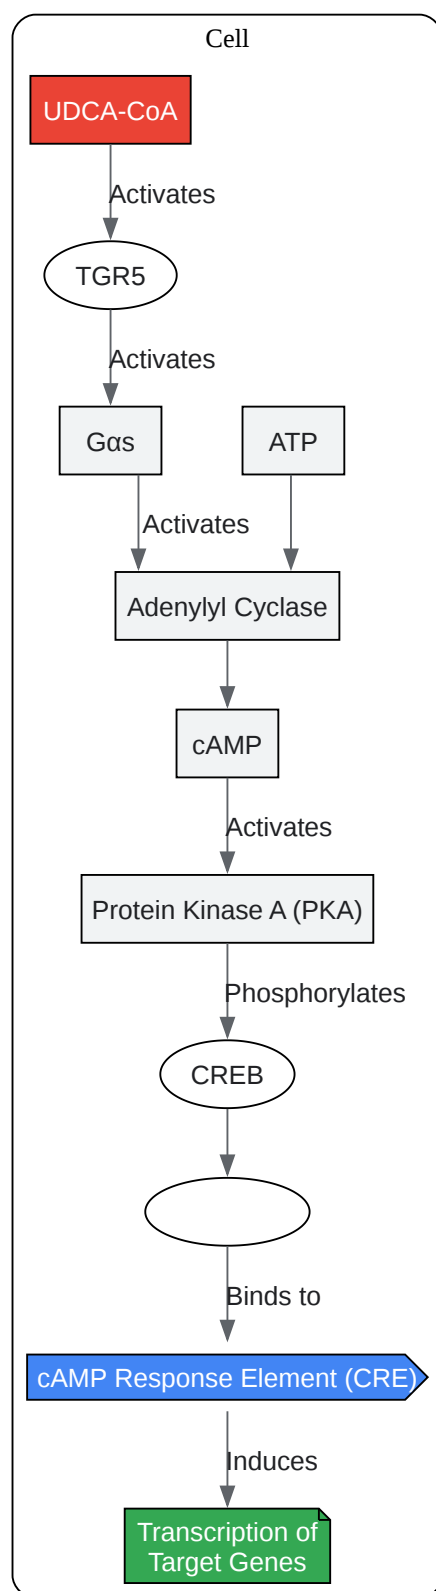 Cell
UDCA-CoA
Activates
TGR5
Activates
Gαs
ATP
Activates
Adenylyl Cyclase
cAMP
Activates
Protein Kinase A (PKA)
Phosphorylates
CREB
Binds to
cAMP Response Element (CRE)
Induces
Transcription of
Target Genes